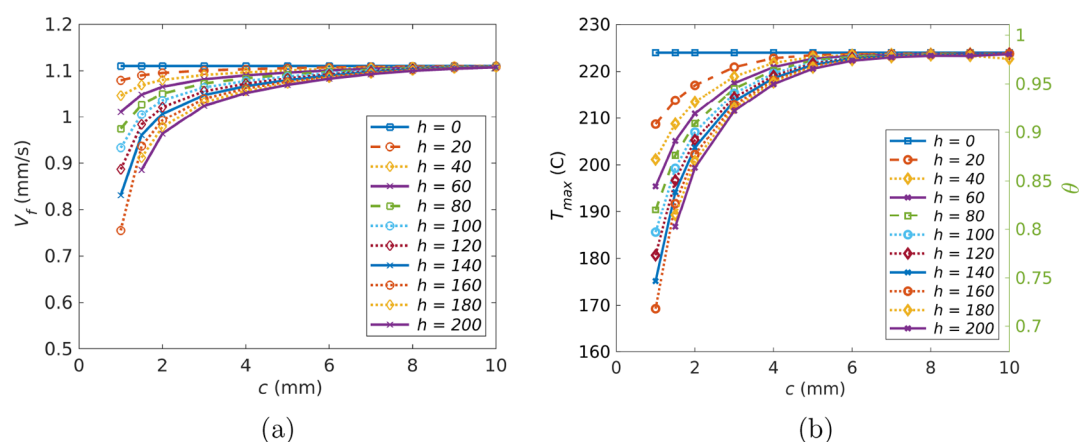 1.2
1.1
1
0.9
0.8
0.7
0.6
0.5
V_f (mm/s)
0 2 4 6 8 10
c (mm)
h = 0
h = 20
h = 40
h = 60
h = 80
h = 100
h = 120
h = 140
h = 160
h = 180
h = 200
(a)
230
220
210
200
190
180
170
160
T_max (C)
0 2 4 6 8 10
c (mm)
1
0.95
0.9
0.85
0.8
0.75
0.7
θ
h = 0
h = 20
h = 40
h = 60
h = 80
h = 100
h = 120
h = 140
h = 160
h = 180
h = 200
(b)